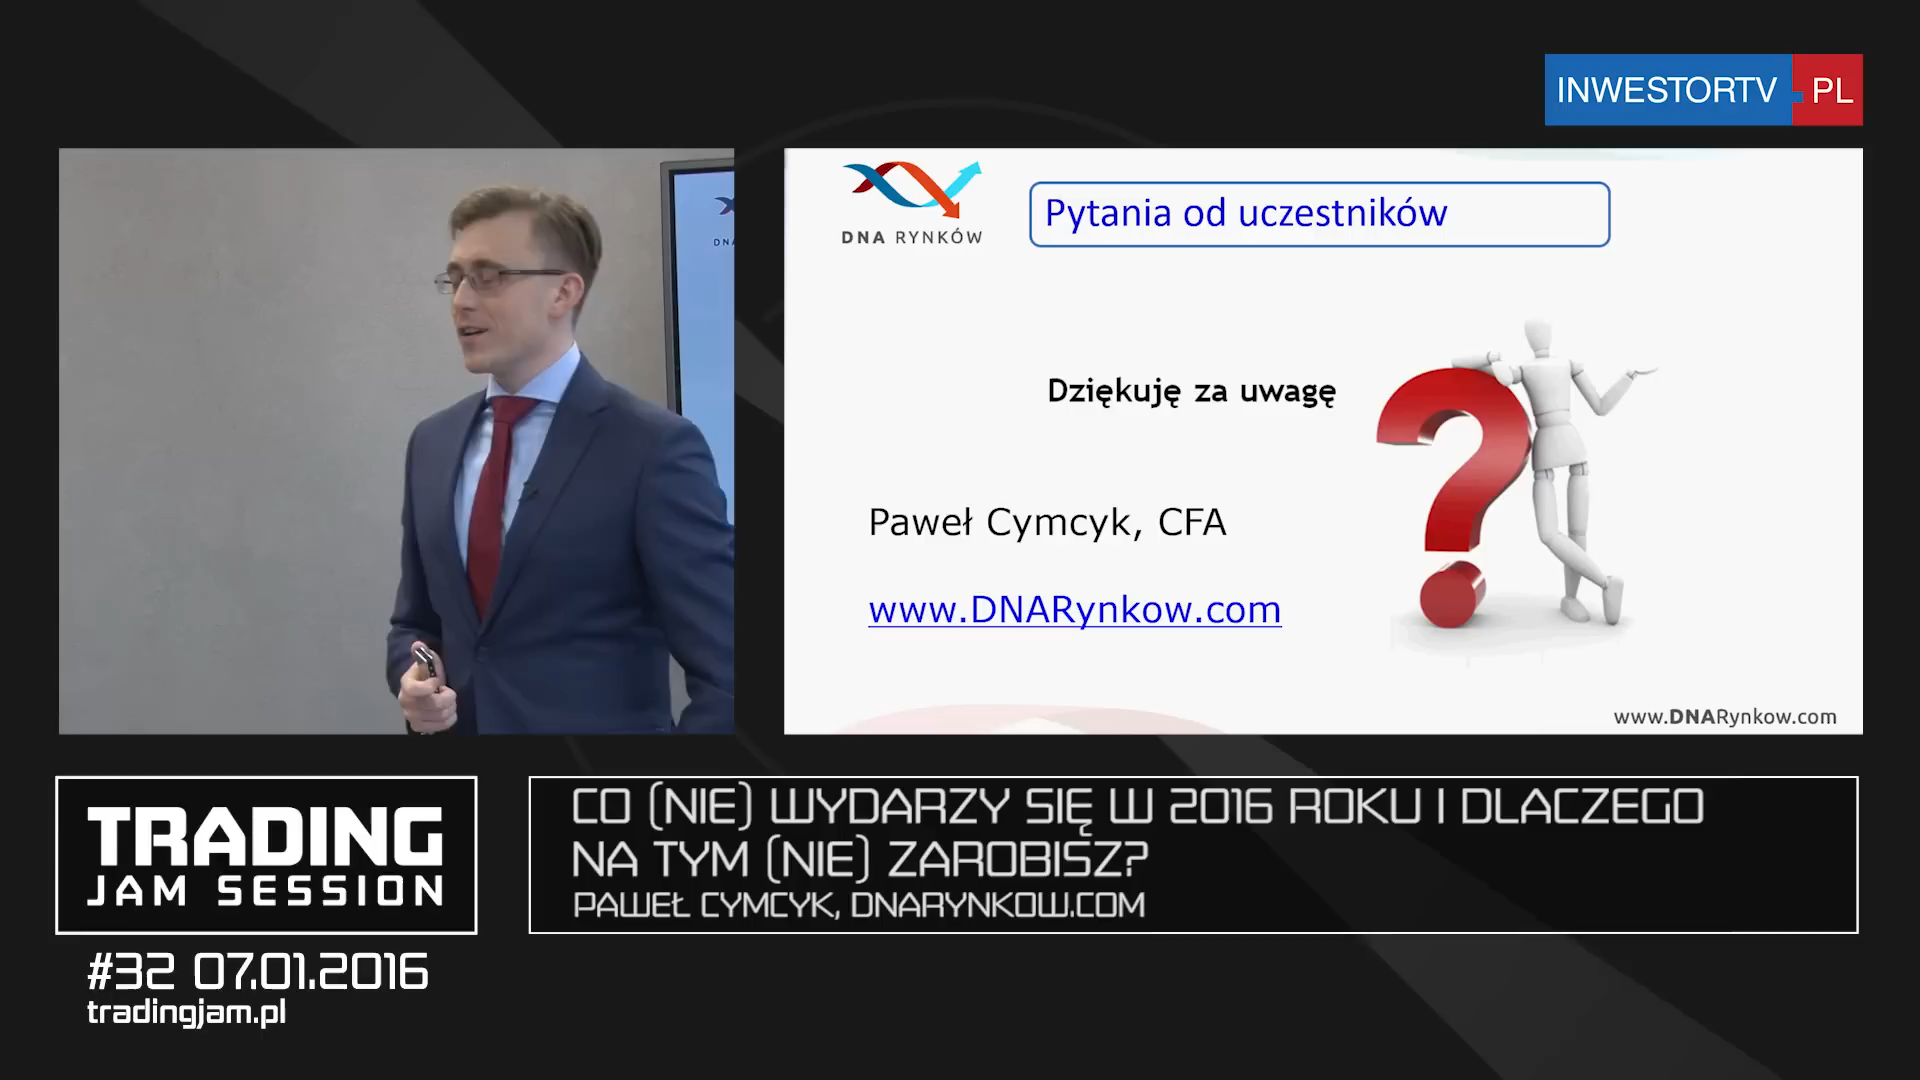 INWESTORTV.PL
DNA RYNKÓW
Pytania od uczestników
Dziękuję za uwagę
Paweł Cymcyk, CFA
www.DNARynkow.com
www.DNARynkow.com
TRADING
JAM SESSION
#32 07.01.2016
tradingjam.pl
CO (NIE) WYDARZY SIĘ W 2016 ROKU I DLACZEGO
NA TYM (NIE) ZAROBISZ?
PAWEŁ CYMCYK, DNARYNKOW.COM